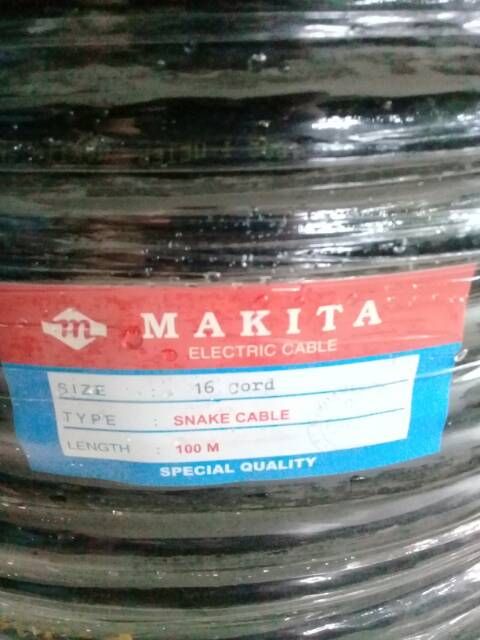 m MAKITA
ELECTRIC CABLE
SIZE : 16 Cord
TYPE : SNAKE CABLE
LENGTH : 100 M
SPECIAL QUALITY